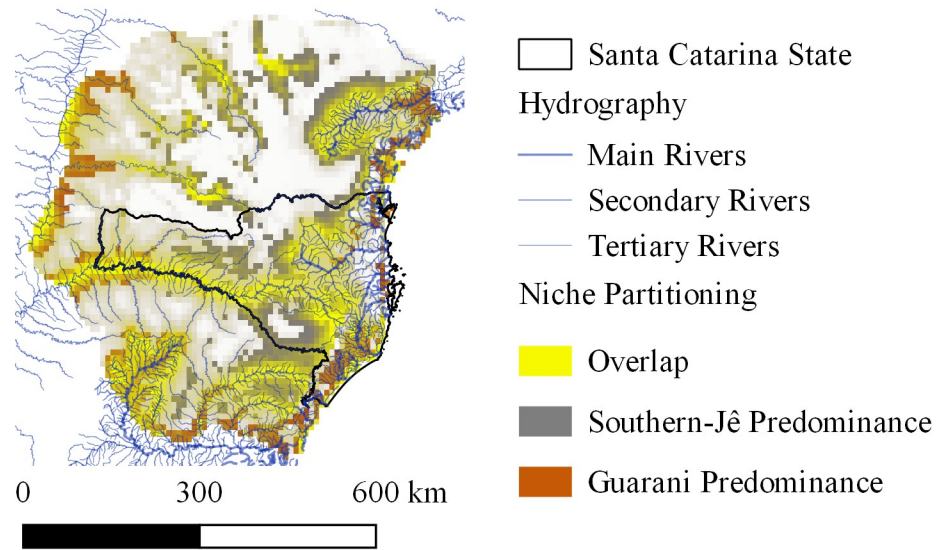 Santa Catarina State
Hydrography
Main Rivers
Secondary Rivers
Tertiary Rivers
Niche Partitioning
Overlap
Southern-Jê Predominance
Guarani Predominance
0 300 600 km